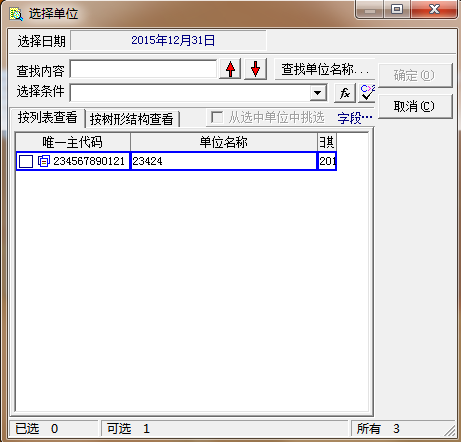 选择单位
选择日期 2015年12月31日
查找内容 查找单位名称...
选择条件 fx
确定(O)
取消(C)
按列表查看 按树形结构查看 从选中单位中挑选 字段...
唯一主代码 单位名称
234567890121 23424 201
已选 0 可选 1 所有 3